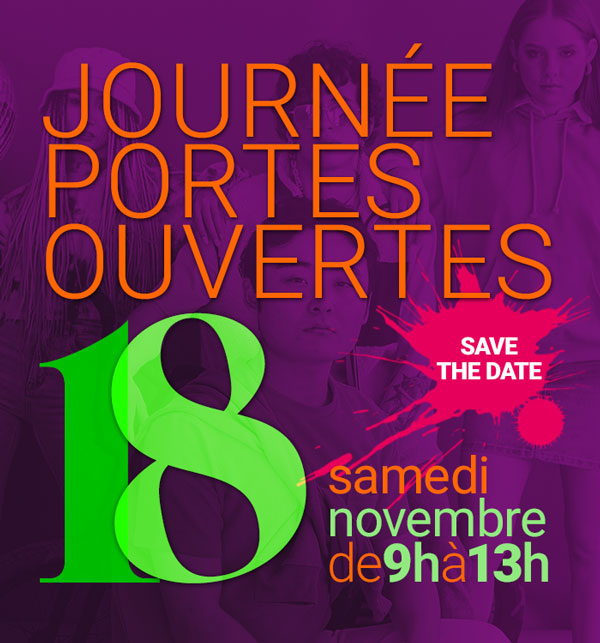 JOURNÉE
PORTES
OUVERTES
18
SAVE
THE DATE
samedi
novembre
de9hà13h